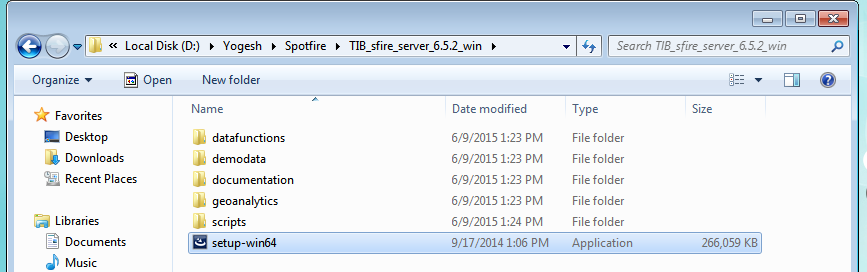 « Local Disk (D:) ▸ Yogesh ▸ Spotfire ▸ TIB_sfire_server_6.5.2_win ▸
Search TIB_sfire_server_6.5.2_win
Organize Open New folder
Name Date modified Type Size
Favorites
Desktop
Downloads
Recent Places
Libraries
Documents
Music
datafunctions 6/9/2015 1:23 PM File folder
demodata 6/9/2015 1:23 PM File folder
documentation 6/9/2015 1:23 PM File folder
geoanalytics 6/9/2015 1:23 PM File folder
scripts 6/9/2015 1:24 PM File folder
setup-win64 9/17/2014 1:06 PM Application 266,059 KB